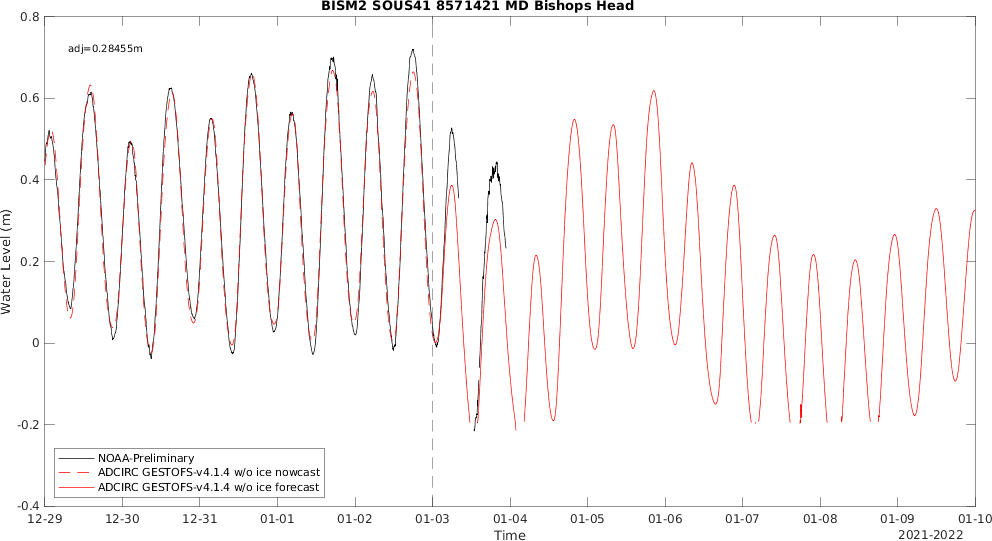 BISM2 SOUS41 8571421 MD Bishops Head
adj=0.28455m
0.8
0.6
0.4
0.2
0
-0.2
-0.4
Water Level (m)
NOAA-Preliminary
ADCIRC GESTOFS-v4.1.4 w/o ice nowcast
ADCIRC GESTOFS-v4.1.4 w/o ice forecast
12-29 12-30 12-31 01-01 01-02 01-03 01-04 01-05 01-06 01-07 01-08 01-09 01-10
Time
2021-2022